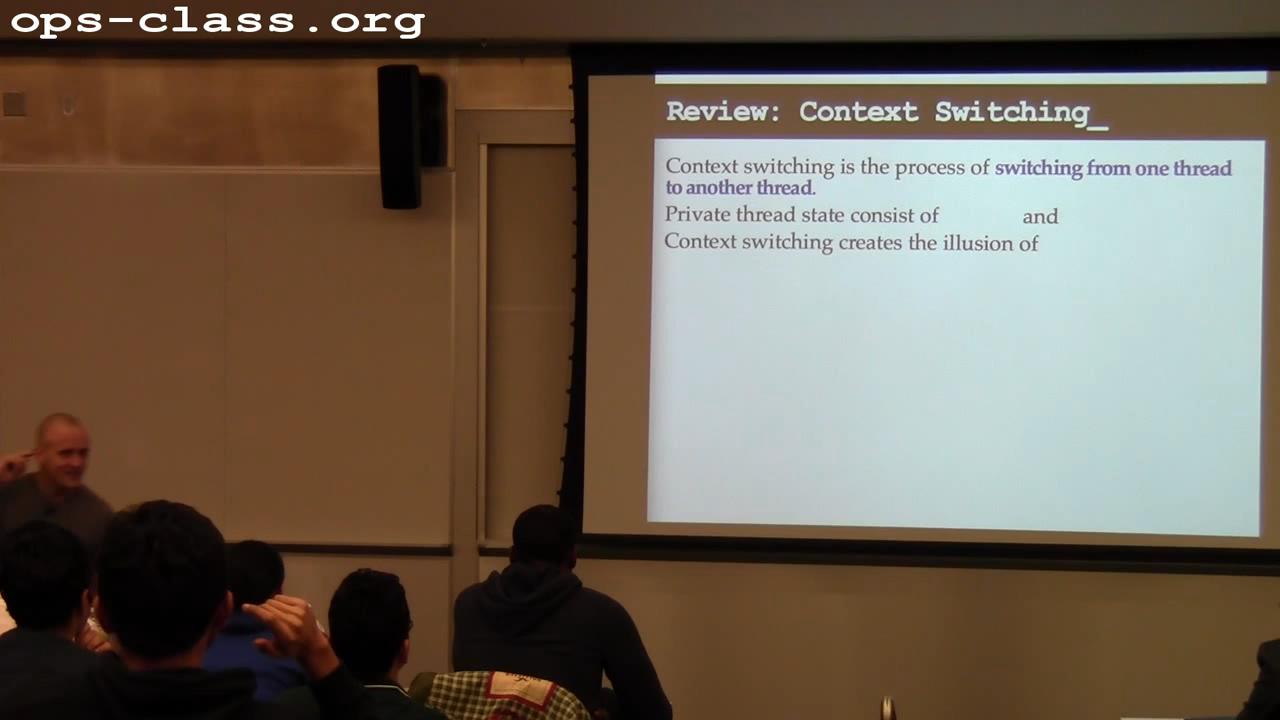 ops-class.org
Review: Context Switching_
Context switching is the process of switching from one thread
to another thread.
Private thread state consist of and
Context switching creates the illusion of